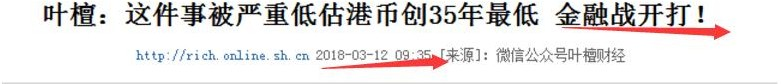 叶檀：这件事被严重低估港币创35年最低 金融战开打！
http://rich.online.sh.cn 2018-03-12 09:35 [来源]：微信公众号叶檀财经